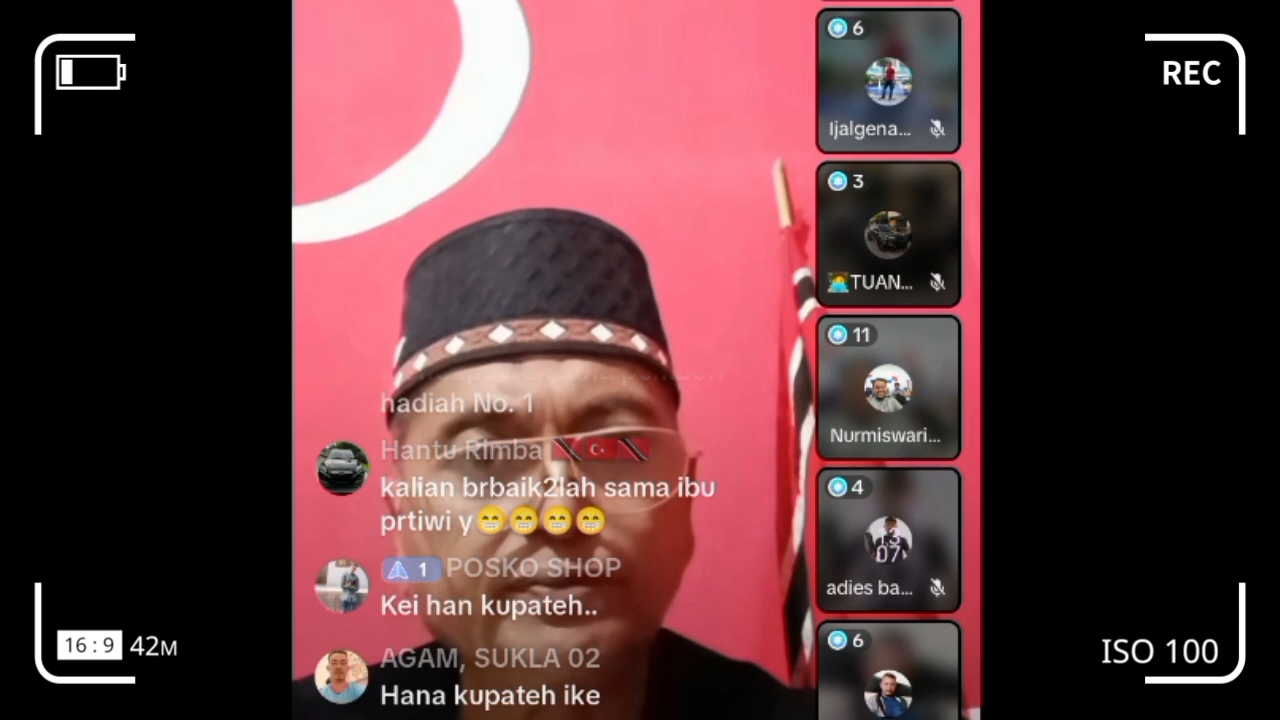 REC
6
Ijalgena...
3
TUAN...
11
Nurmiswari...
4
adies ba...
6
hadiah No. 1
Hantu Rimba
kalian brbaik2lah sama ibu
prtiwi y
1 POSKO SHOP
Kei han kupateh..
AGAM, SUKLA 02
Hana kupateh ike
16:9 42M
ISO 100